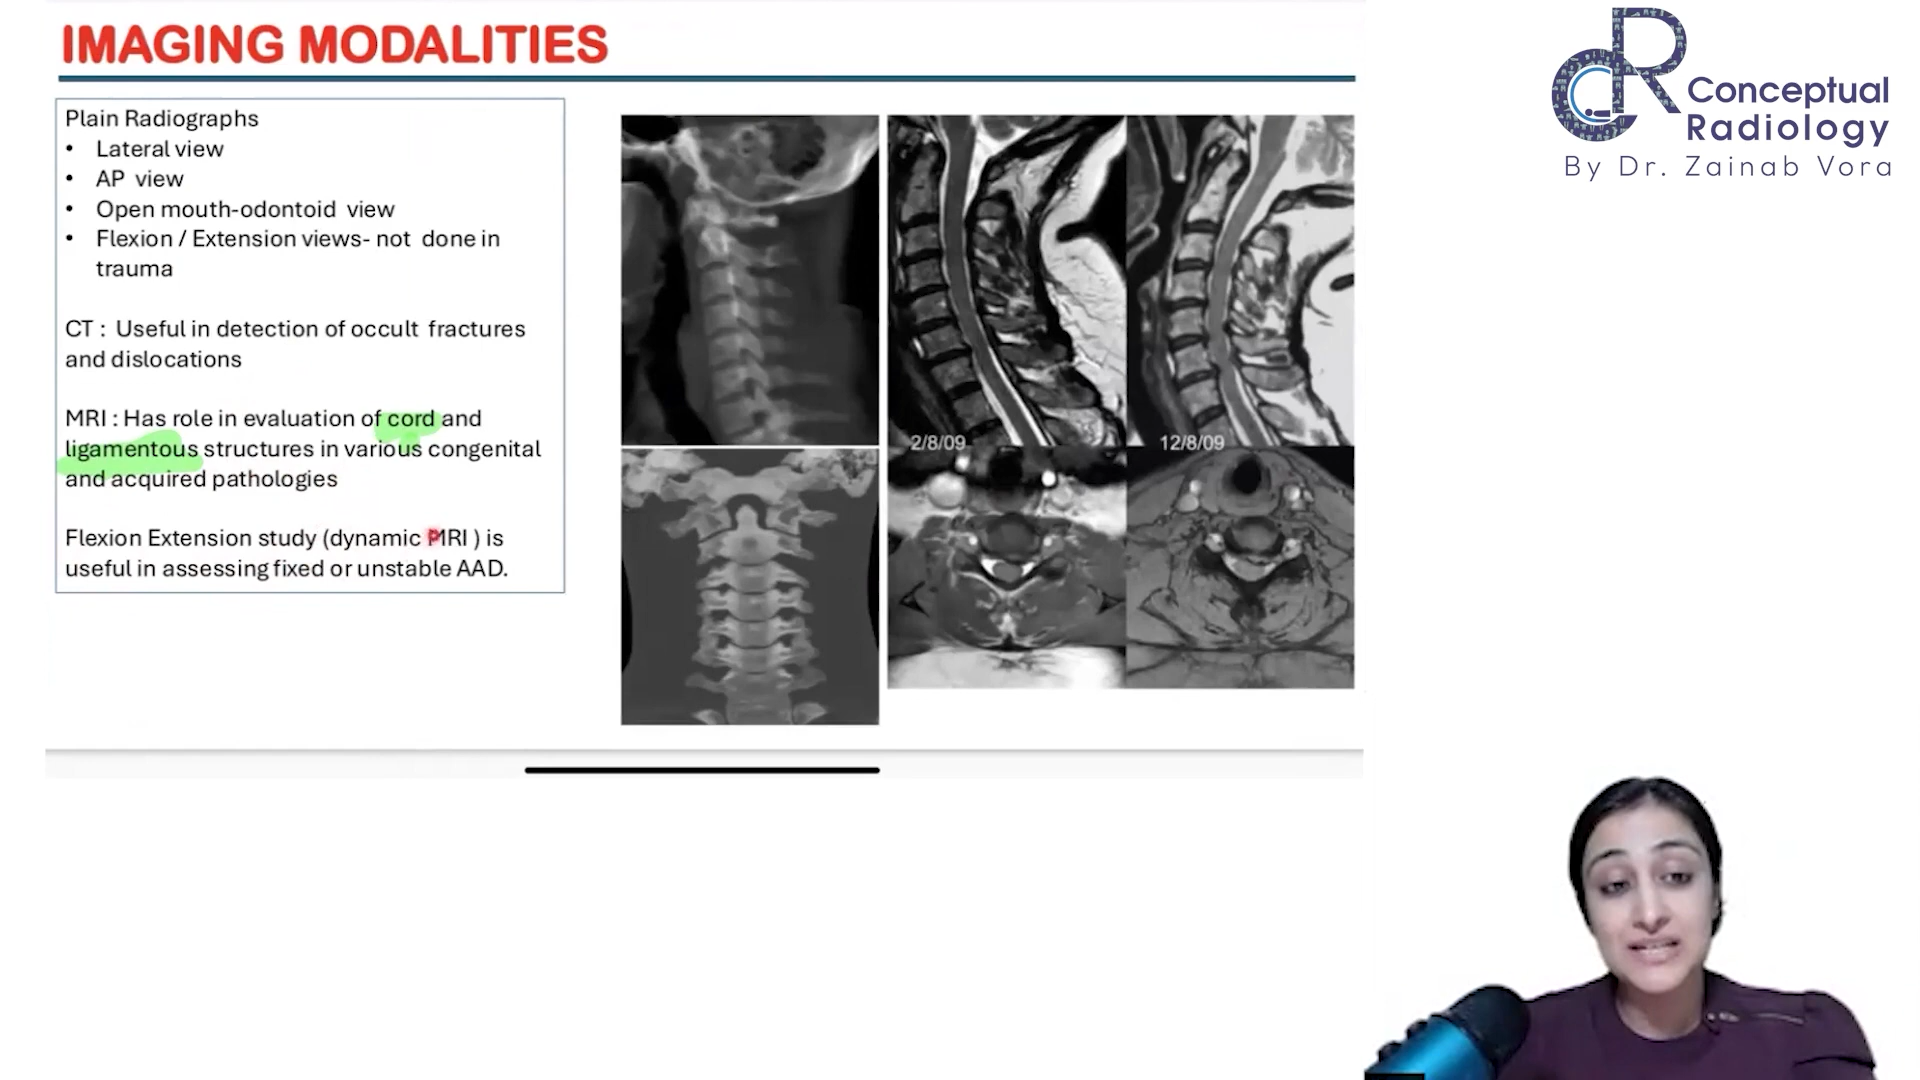 IMAGING MODALITIES
Plain Radiographs
• Lateral view
• AP view
• Open mouth-odontoid view
• Flexion / Extension views- not done in
trauma
CT : Useful in detection of occult fractures
and dislocations
MRI : Has role in evaluation of cord and
ligamentous structures in various congenital
and acquired pathologies
Flexion Extension study (dynamic MRI ) is
useful in assessing fixed or unstable AAD.
2/8/09
12/8/09
CR
Conceptual
Radiology
By Dr. Zainab Vora